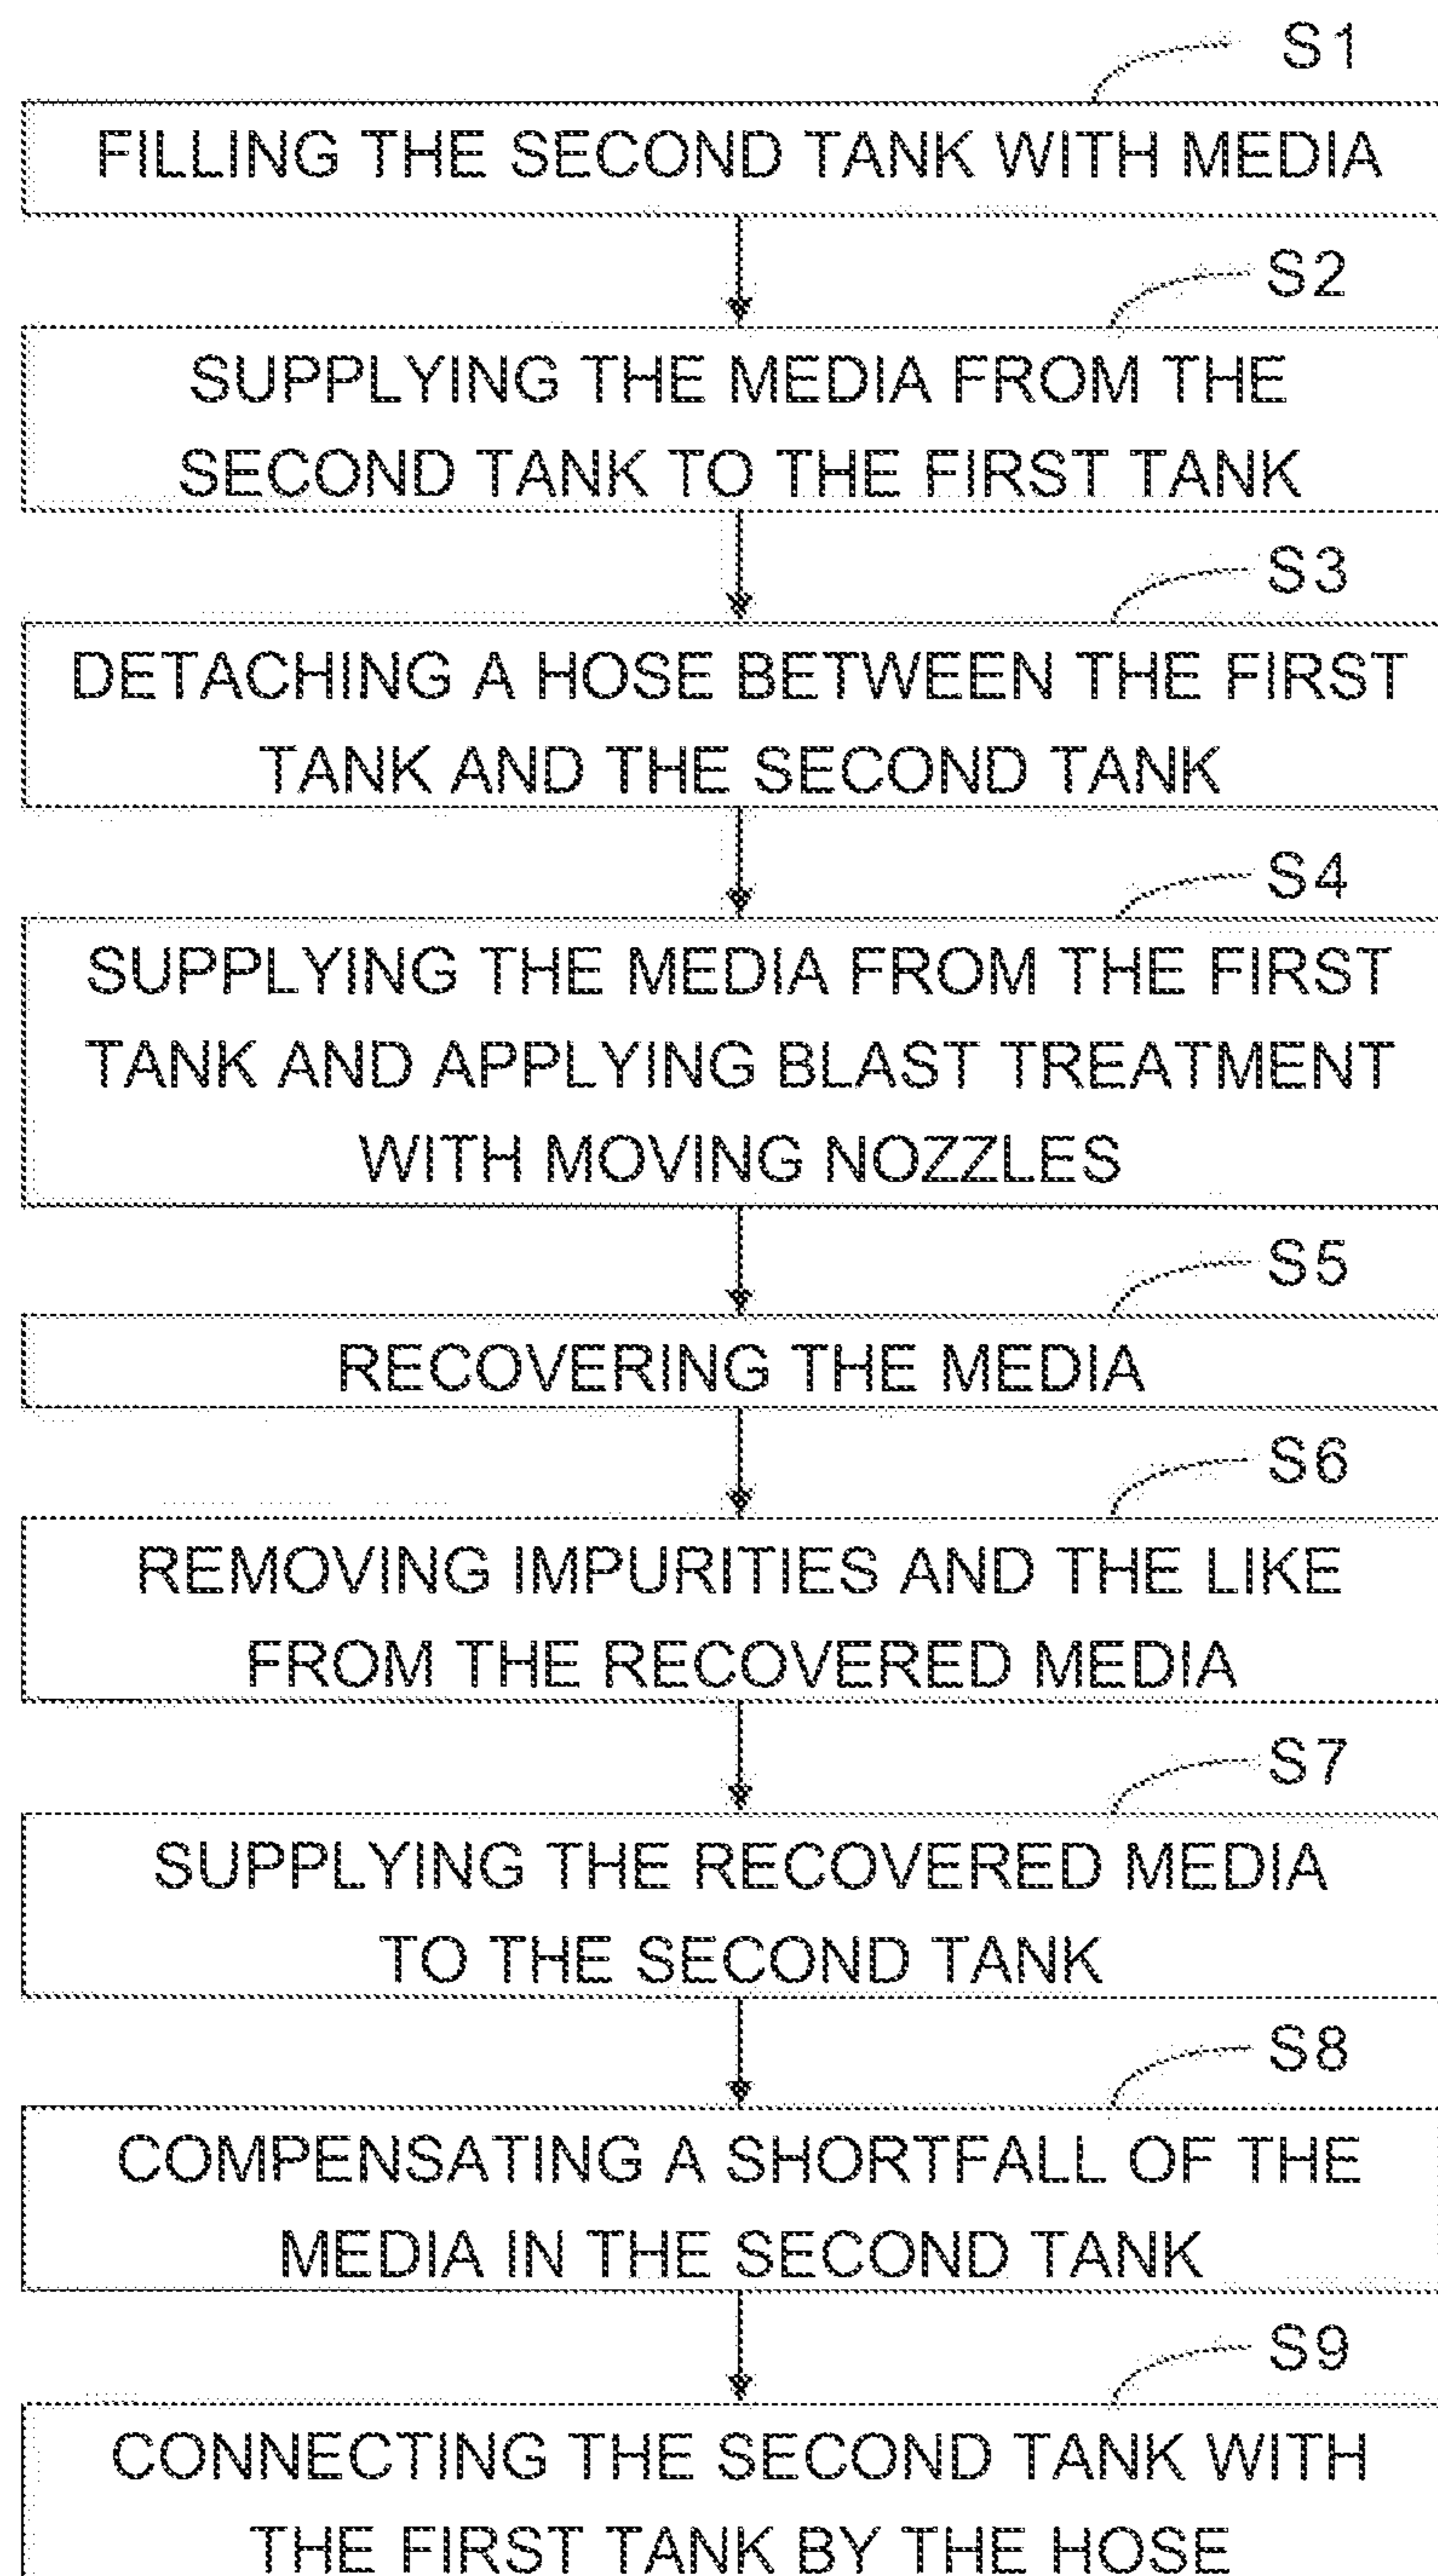 S1
FILLING THE SECOND TANK WITH MEDIA
S2
SUPPLYING THE MEDIA FROM THE
SECOND TANK TO THE FIRST TANK
S3
DETACHING A HOSE BETWEEN THE FIRST
TANK AND THE SECOND TANK
S4
SUPPLYING THE MEDIA FROM THE FIRST
TANK AND APPLYING BLAST TREATMENT
WITH MOVING NOZZLES
S5
RECOVERING THE MEDIA
S6
REMOVING IMPURITIES AND THE LIKE
FROM THE RECOVERED MEDIA
S7
SUPPLYING THE RECOVERED MEDIA
TO THE SECOND TANK
S8
COMPENSATING A SHORTFALL OF THE
MEDIA IN THE SECOND TANK
S9
CONNECTING THE SECOND TANK WITH
THE FIRST TANK BY THE HOSE